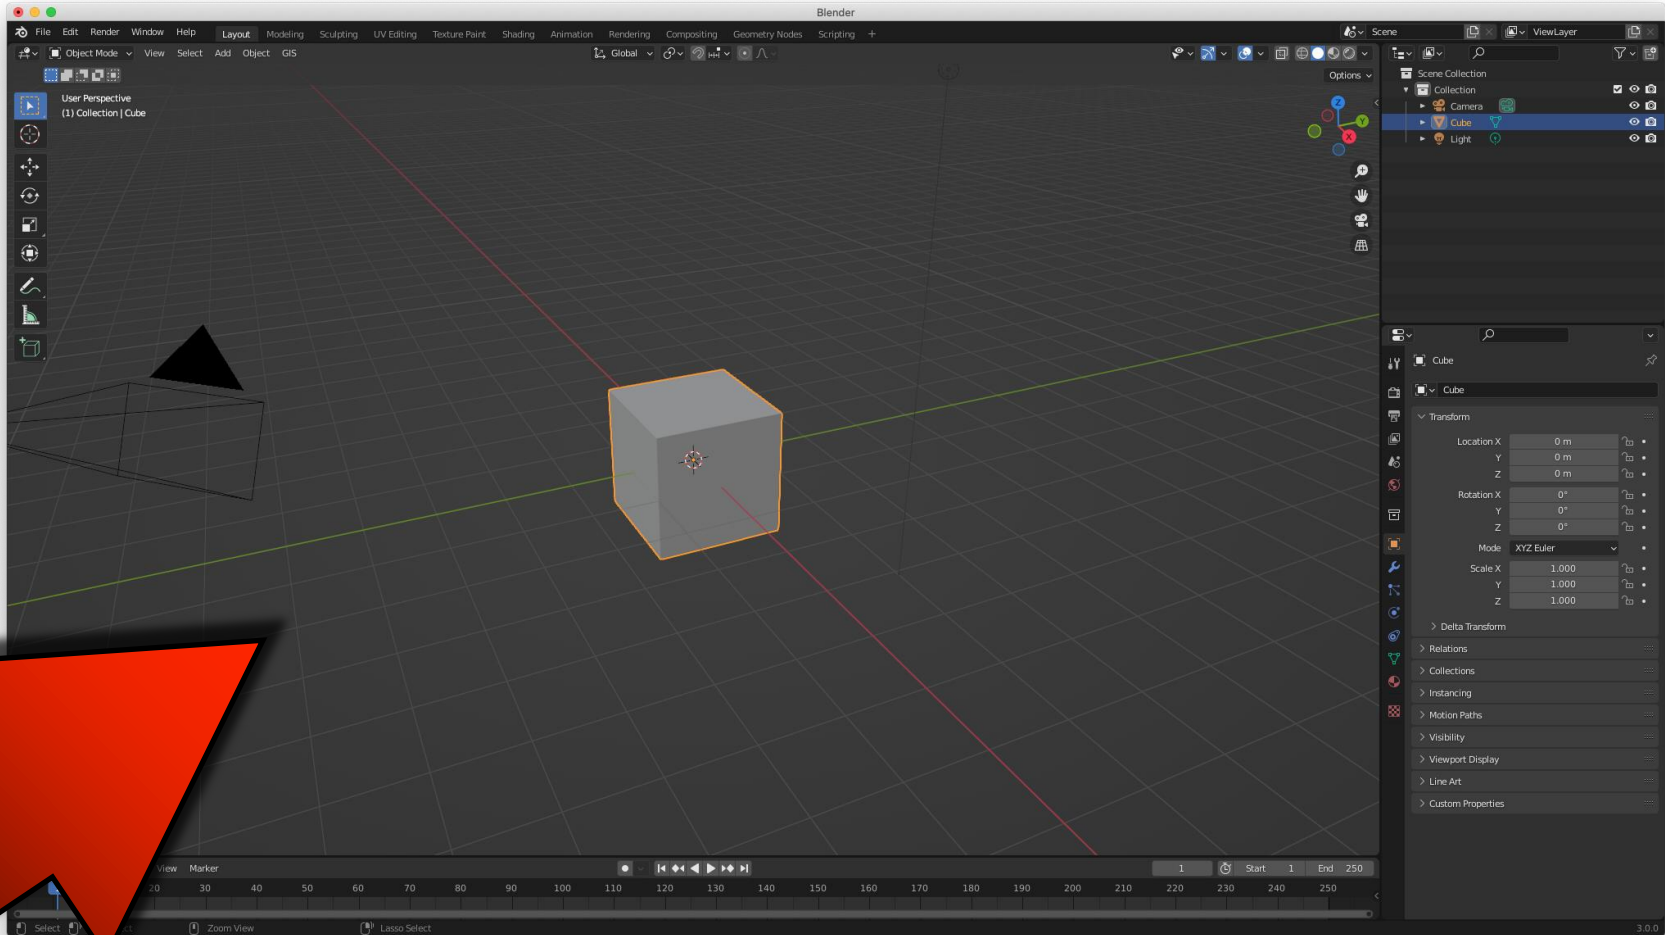 Blender
File Edit Render Window Help Layout Modeling Sculpting UV Editing Texture Paint Shading Animation Rendering Compositing Geometry Nodes Scripting + Scene ViewLayer
Object Mode View Select Add Object GIS Global
Options
User Perspective
(1) Collection | Cube
Z
Y
X
Scene Collection
Collection
Camera
Cube
Light
Cube
Cube
Transform
Location X 0 m
Y 0 m
Z 0 m
Rotation X 0°
Y 0°
Z 0°
Mode XYZ Euler
Scale X 1.000
Y 1.000
Z 1.000
Delta Transform
Relations
Collections
Instancing
Motion Paths
Visibility
Viewport Display
Line Art
Custom Properties
View Marker 1 Start 1 End 250
20 30 40 50 60 70 80 90 100 110 120 130 140 150 160 170 180 190 200 210 220 230 240 250
Select Zoom View Lasso Select 3.0.0